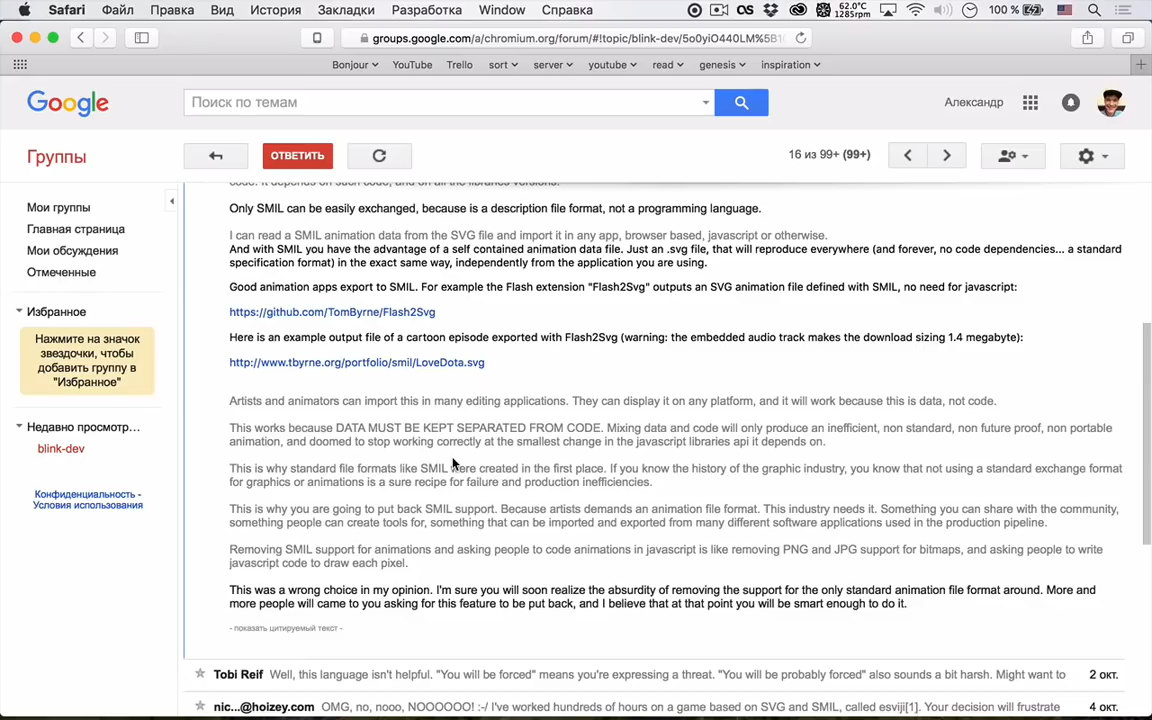 Safari Файл Правка Вид История Закладки Разработка Window Справка 62.0°C 1285rpm 100 %
groups.google.com/a/chromium.org/forum/#!topic/blink-dev/5o0yiO440LM%5B1
Bonjour YouTube Trello sort server youtube read genesis inspiration
Google Поиск по темам Александр
Группы ОТВЕТИТЬ 16 из 99+ (99+)
Мои группы
Главная страница
Мои обсуждения
Отмеченные
Избранное
Нажмите на значок
звездочки, чтобы
добавить группу в
"Избранное"
Недавно просмотр...
blink-dev
Конфиденциальность -
Условия использования
code. It depends on such code, and on all the libraries versions.
Only SMIL can be easily exchanged, because is a description file format, not a programming language.
I can read a SMIL animation data from the SVG file and import it in any app, browser based, javascript or otherwise.
And with SMIL you have the advantage of a self contained animation data file. Just an .svg file, that will reproduce everywhere (and forever, no code dependencies... a standard
specification format) in the exact same way, independently from the application you are using.
Good animation apps export to SMIL. For example the Flash extension "Flash2Svg" outputs an SVG animation file defined with SMIL, no need for javascript:
https://github.com/TomByrne/Flash2Svg
Here is an example output file of a cartoon episode exported with Flash2Svg (warning: the embedded audio track makes the download sizing 1.4 megabyte):
http://www.tbyrne.org/portfolio/smil/LoveDota.svg
Artists and animators can import this in many editing applications. They can display it on any platform, and it will work because this is data, not code.
This works because DATA MUST BE KEPT SEPARATED FROM CODE. Mixing data and code will only produce an inefficient, non standard, non future proof, non portable
animation, and doomed to stop working correctly at the smallest change in the javascript libraries api it depends on.
This is why standard file formats like SMIL were created in the first place. If you know the history of the graphic industry, you know that not using a standard exchange format
for graphics or animations is a sure recipe for failure and production inefficiencies.
This is why you are going to put back SMIL support. Because artists demands an animation file format. This industry needs it. Something you can share with the community,
something people can create tools for, something that can be imported and exported from many different software applications used in the production pipeline.
Removing SMIL support for animations and asking people to code animations in javascript is like removing PNG and JPG support for bitmaps, and asking people to write
javascript code to draw each pixel.
This was a wrong choice in my opinion. I'm sure you will soon realize the absurdity of removing the support for the only standard animation file format around. More and
more people will came to you asking for this feature to be put back, and I believe that at that point you will be smart enough to do it.
- показать цитируемый текст -
Tobi Reif Well, this language isn't helpful. "You will be forced" means you're expressing a threat. "You will be probably forced" also sounds a bit harsh. Might want to 2 окт.
nic...@hoizey.com OMG, no, nooo, NOOOOOO! :-/ I've worked hundreds of hours on a game based on SVG and SMIL, called esviji[1]. Your decision will frustrate 4 окт.